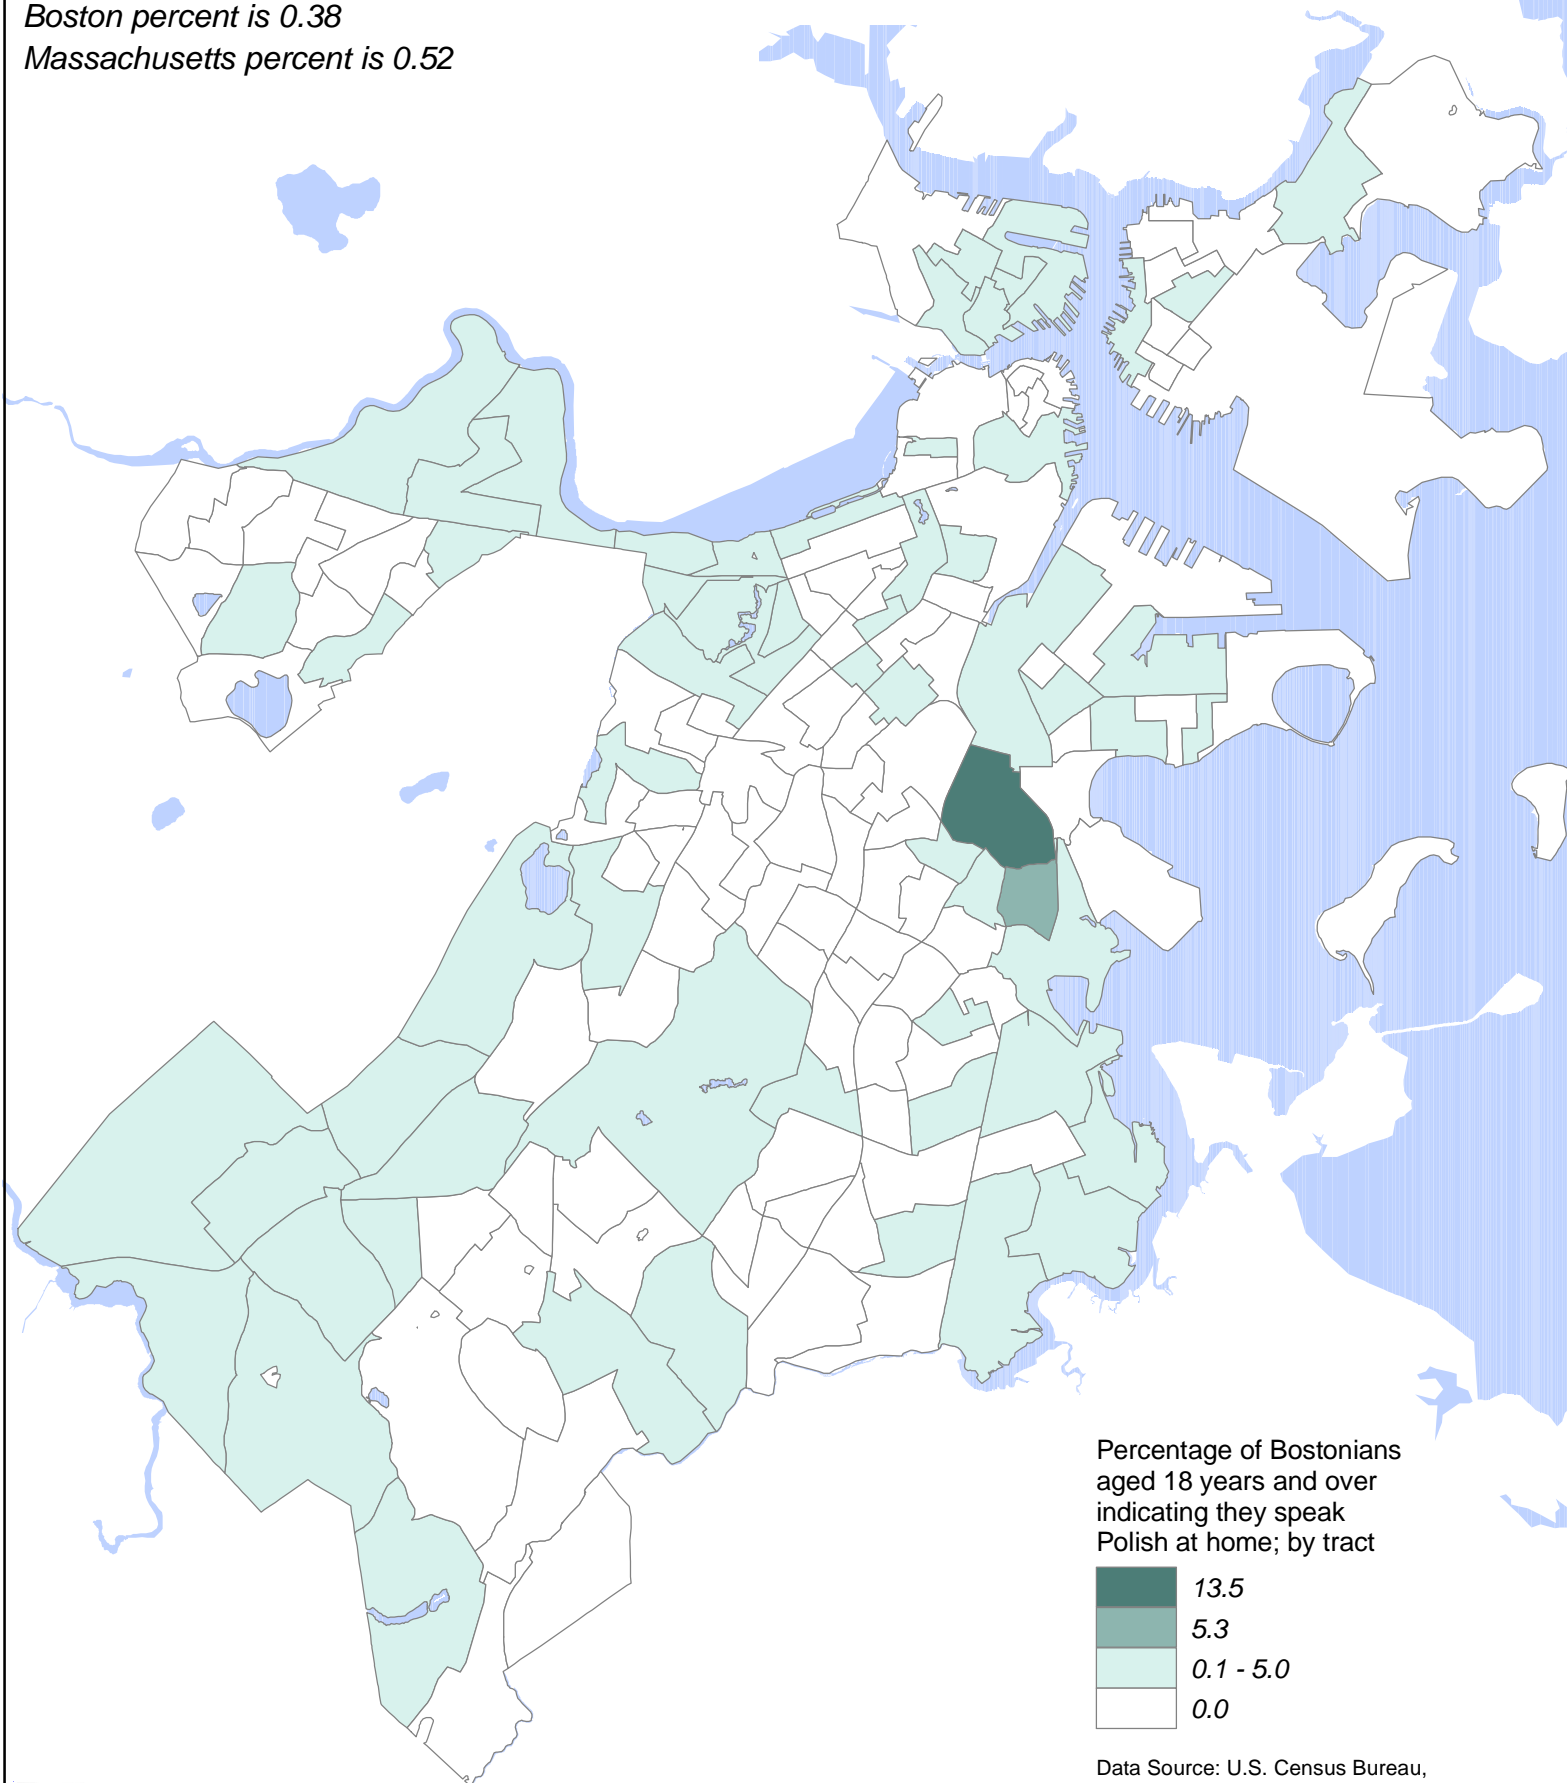 Boston percent is 0.38
Massachusetts percent is 0.52
Percentage of Bostonians
aged 18 years and over
indicating they speak
Polish at home; by tract
13.5
5.3
0.1 - 5.0
0.0
Data Source: U.S. Census Bureau,